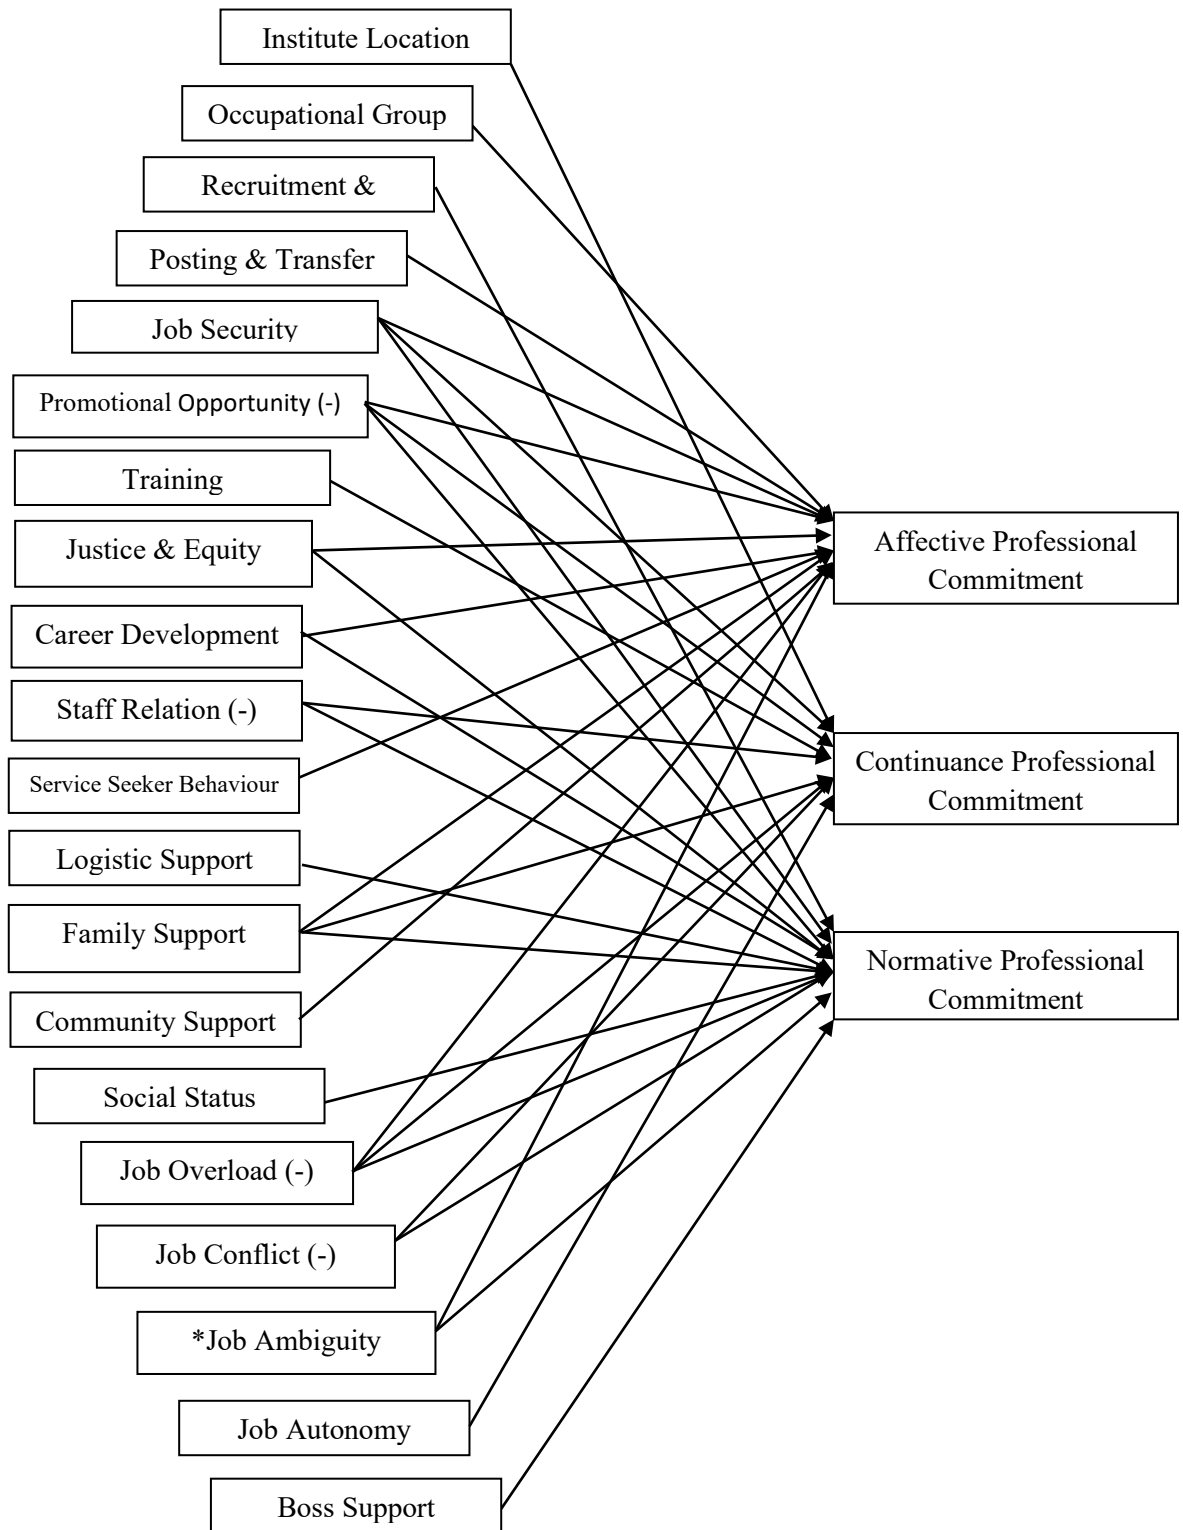 Institute Location
Occupational Group
Recruitment &
Posting & Transfer
Job Security
Promotional Opportunity (-)
Training
Justice & Equity
Career Development
Staff Relation (-)
Service Seeker Behaviour
Logistic Support
Family Support
Community Support
Social Status
Job Overload (-)
Job Conflict (-)
*Job Ambiguity
Job Autonomy
Boss Support
Affective Professional
Commitment
Continuance Professional
Commitment
Normative Professional
Commitment